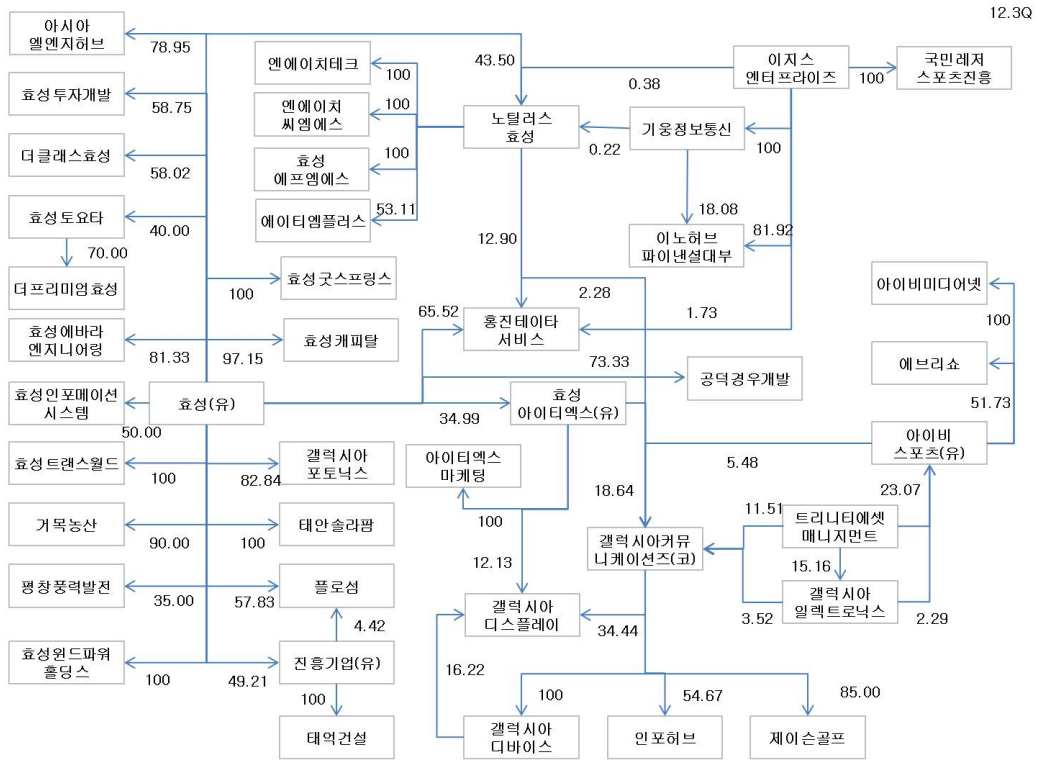 12.3Q
아시아
엘엔지허브
78.95
43.50
엔에이치테크
100
이지스
엔터프라이즈
0.38
100
국민레저
스포츠진흥
효성투자개발
58.75
엔에이치
씨엠에스
100
노틸러스
효성
기웅정보통신
0.22
100
더클래스효성
58.02
효성
에프엠에스
100
효성토요타
40.00
에이티엠플러스
53.11
18.08
81.92
12.90
이노허브
파이낸셜대부
70.00
더프리미엄효성
100
효성굿스프링스
2.28
아이비미디어넷
100
65.52
1.73
효성에바라
엔지니어링
81.33
97.15
효성캐피탈
홍진테이타
서비스
73.33
에브리쇼
51.73
공덕경우개발
효성인포메이션
시스템
50.00
효성(유)
34.99
효성
아이티엑스(유)
아이비
스포츠(유)
5.48
효성트랜스월드
100
82.84
갤럭시아
포토닉스
아이티엑스
마케팅
100
18.64
23.07
11.51
거목농산
90.00
100
태안솔라팜
갤럭시아커뮤
니케이션즈(코)
트리니티에셋
매니지먼트
15.16
12.13
평창풍력발전
35.00
57.83
플로섬
4.42
갤럭시아
디스플레이
34.44
3.52
갤럭시아
일렉트로닉스
2.29
효성윈드파워
홀딩스
100
49.21
진흥기업(유)
100
16.22
100
54.67
85.00
태억건설
갤럭시아
디바이스
인포허브
제이슨골프